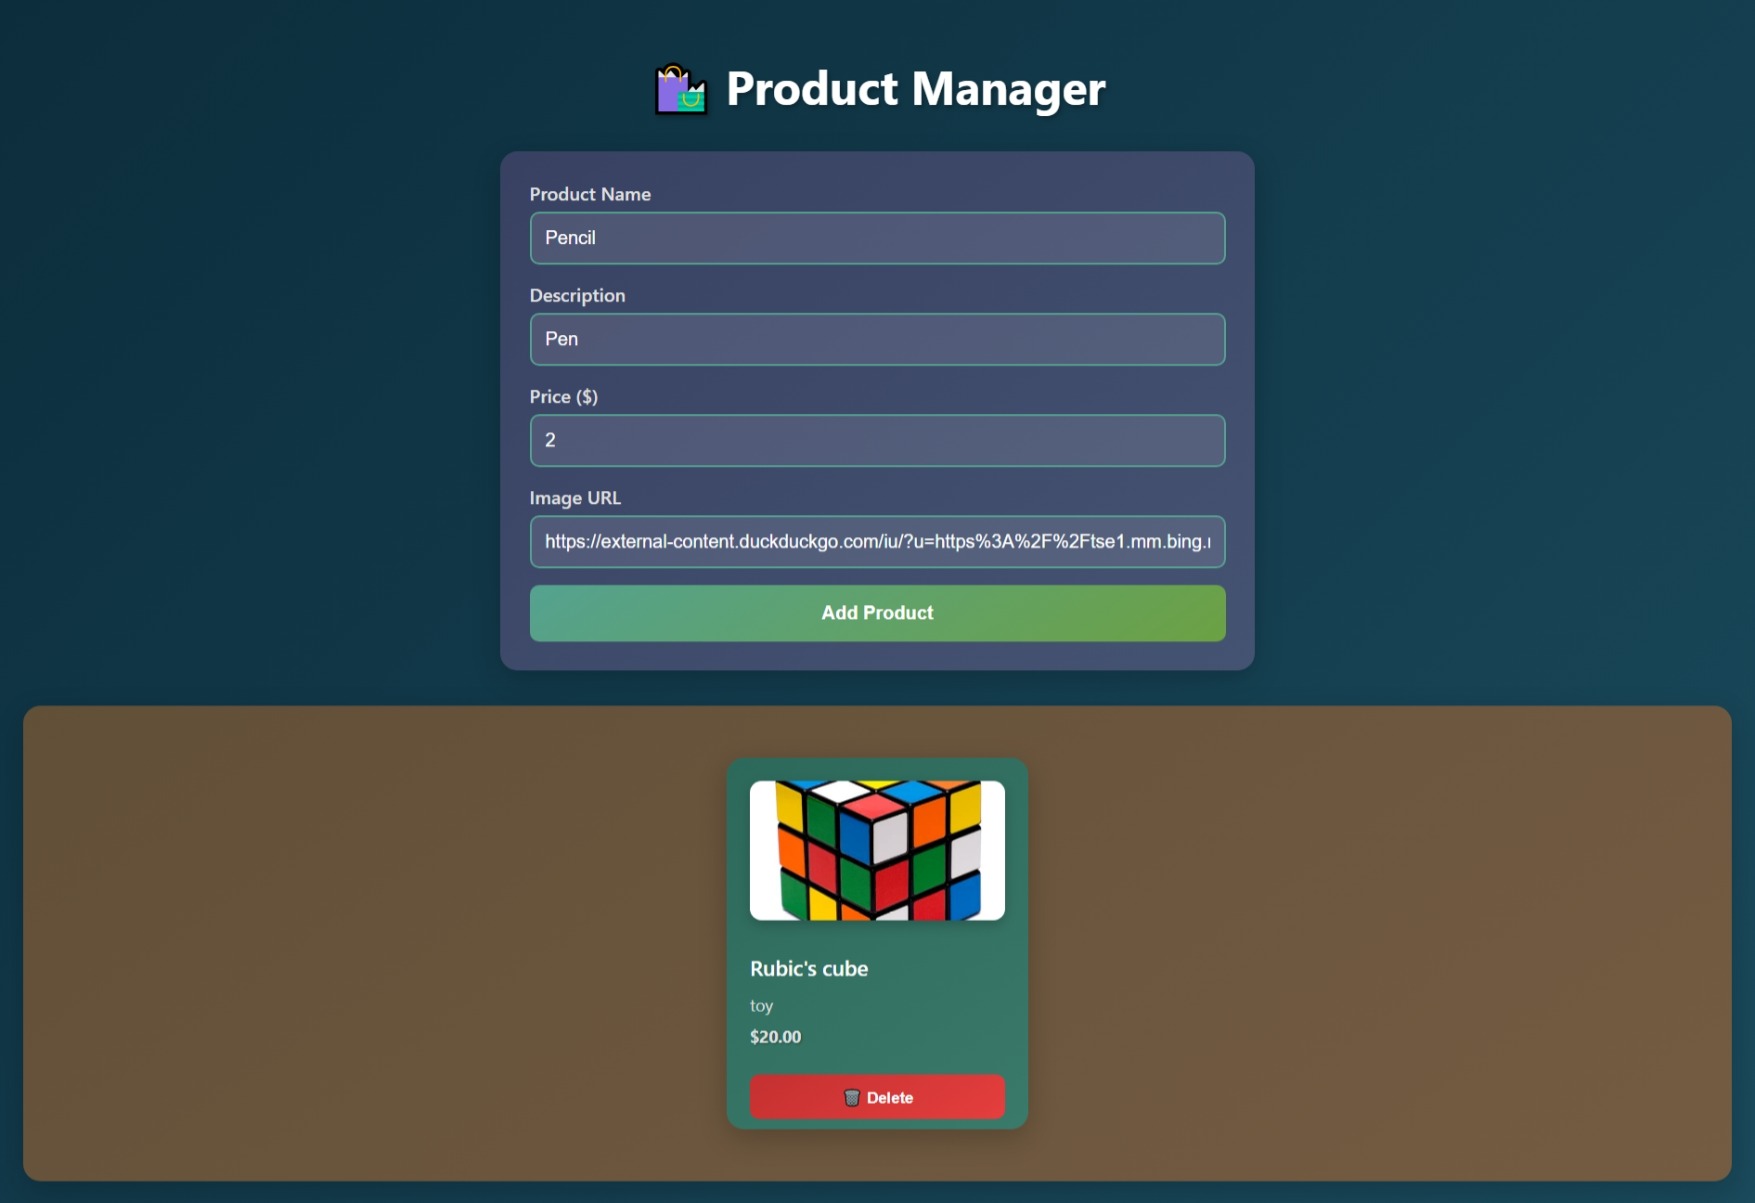 Product Manager
Product Name
Pencil
Description
Pen
Price ($)
2
Image URL
https://external-content.duckduckgo.com/iu/?u=https%3A%2F%2Ftse1.mm.bing.
Add Product
Rubic's cube
toy
$20.00
Delete